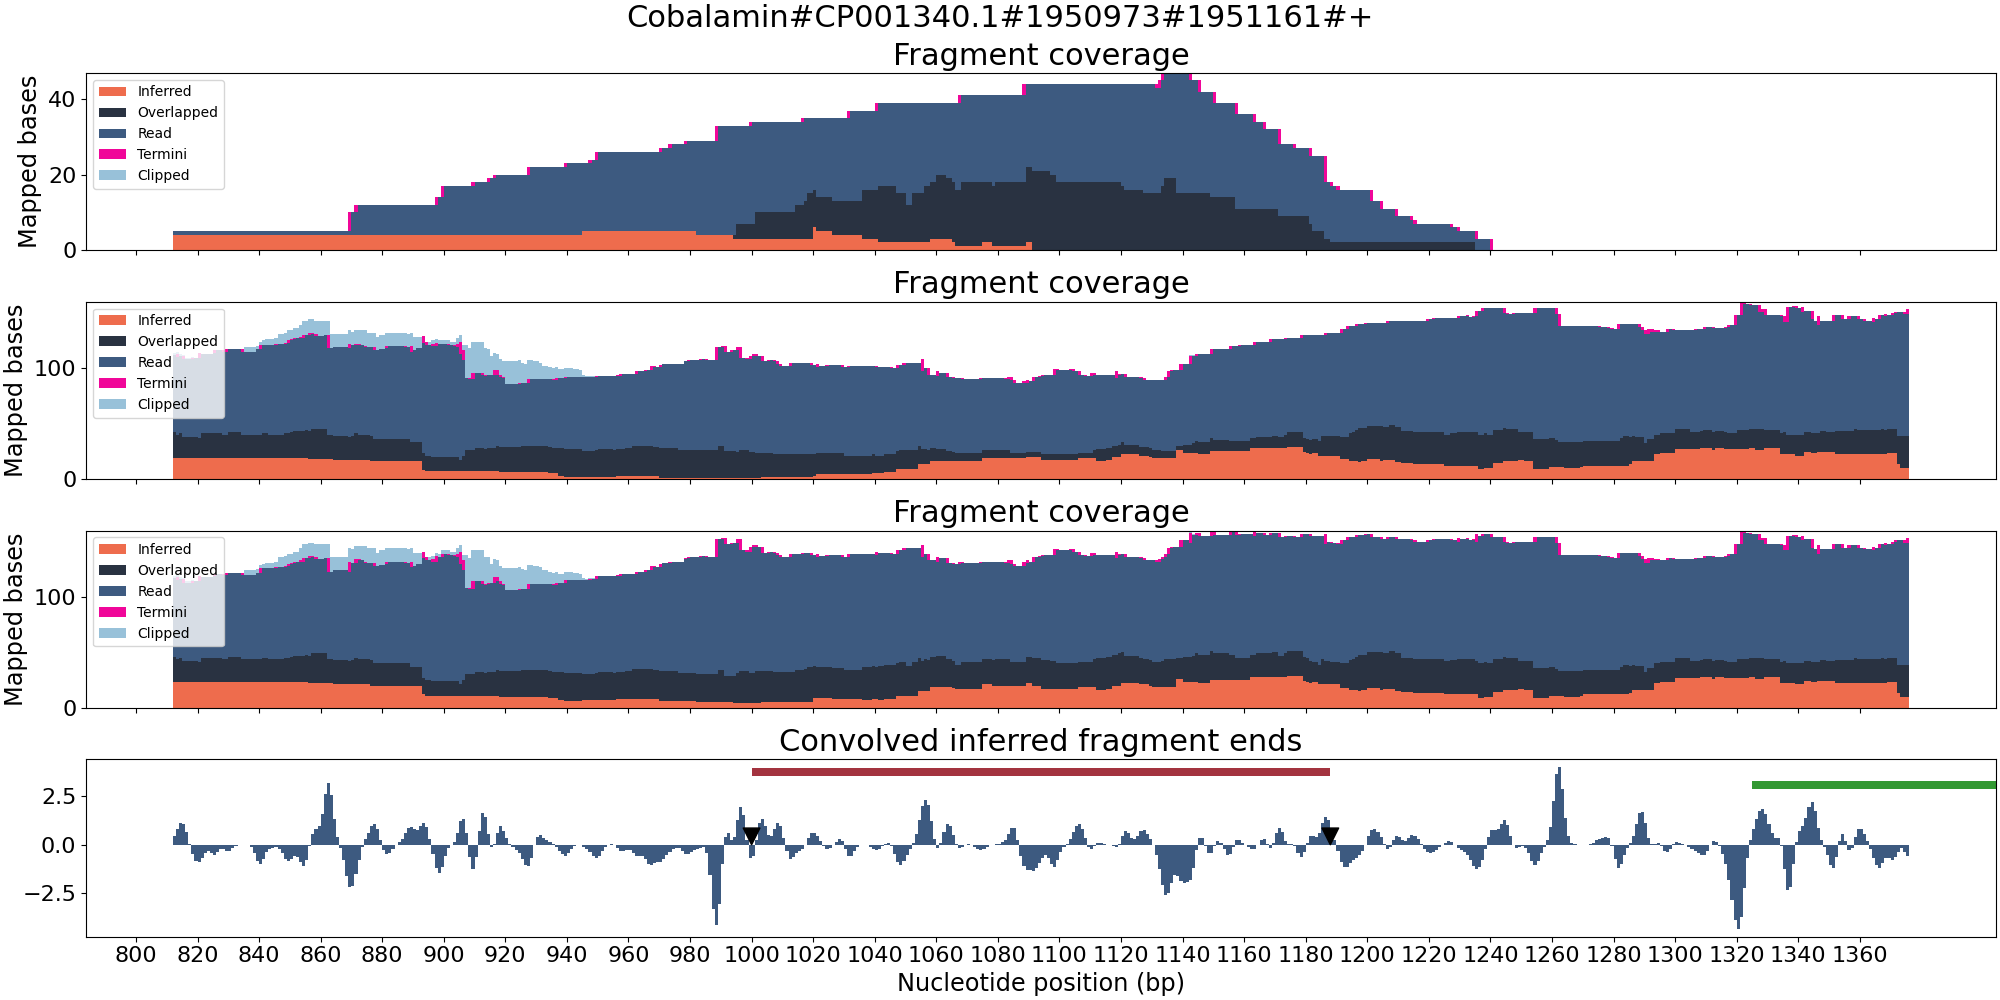 Cobalamin#CP001340.1#1950973#1951161#+
Fragment coverage
Mapped bases
40
20
0
Inferred
Overlapped
Read
Termini
Clipped
Fragment coverage
Mapped bases
100
0
Inferred
Overlapped
Read
Termini
Clipped
Fragment coverage
Mapped bases
100
0
Inferred
Overlapped
Read
Termini
Clipped
Convolved inferred fragment ends
2.5
0.0
−2.5
800 820 840 860 880 900 920 940 960 980 1000 1020 1040 1060 1080 1100 1120 1140 1160 1180 1200 1220 1240 1260 1280 1300 1320 1340 1360
Nucleotide position (bp)